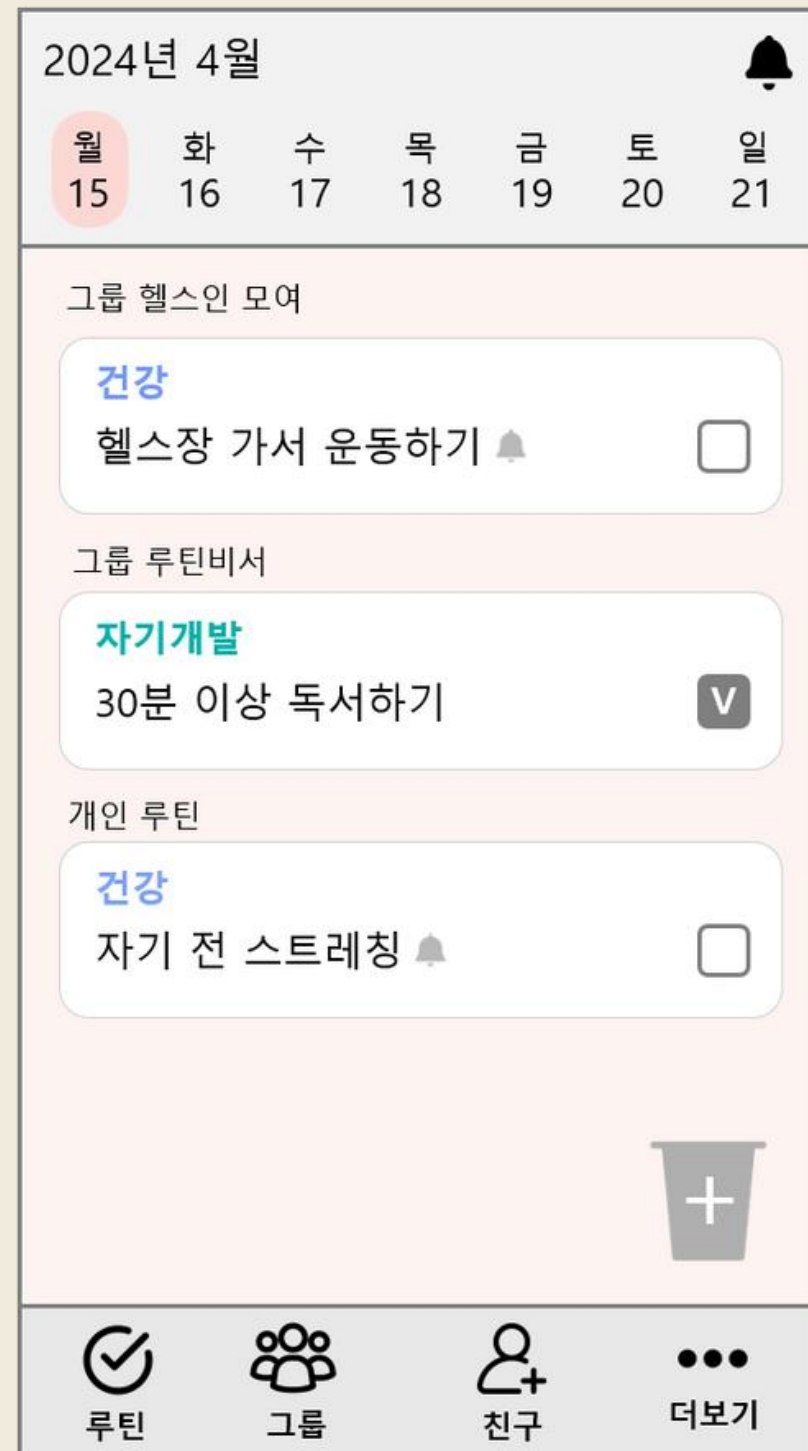 2024년 4월
월 화 수 목 금 토 일
15 16 17 18 19 20 21
그룹 헬스인 모여
건강
헬스장 가서 운동하기
그룹 루틴비서
자기개발
30분 이상 독서하기
V
개인 루틴
건강
자기 전 스트레칭
+
루틴 그룹 친구 더보기